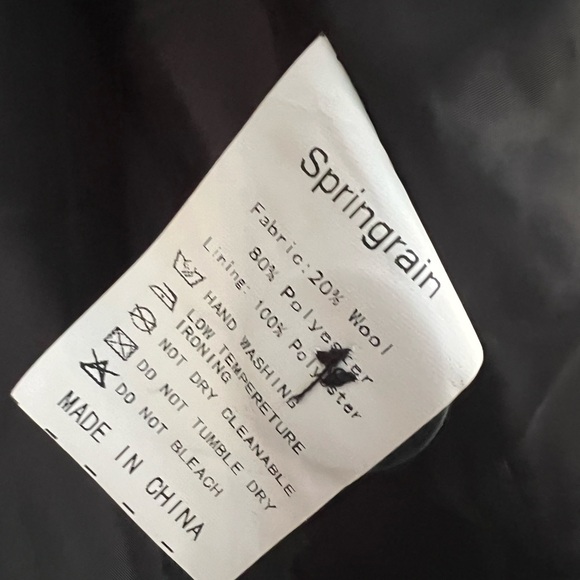 Springrain
Fabric: 20% Wool
80% Polyester
Lining: 100% Polyester
HAND WASHING
LOW TEMPERETURE
IRONING
NOT DRY CLEANABLE
DO NOT TUMBLE DRY
DO NOT BLEACH
MADE IN CHINA